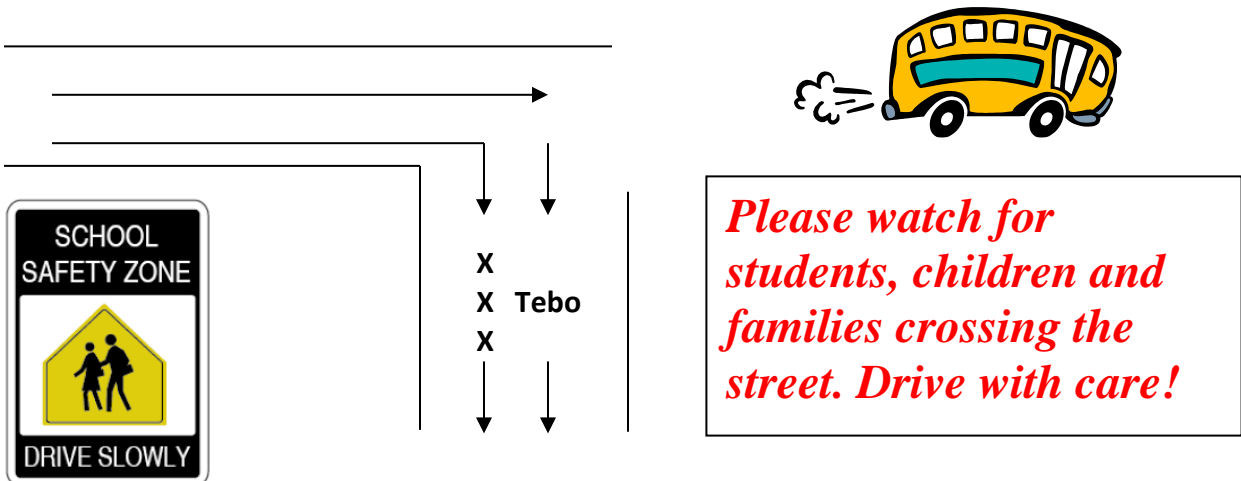 SCHOOL
SAFETY ZONE
DRIVE SLOWLY
X
X Tebo
X
Please watch for
students, children and
families crossing the
street. Drive with care!